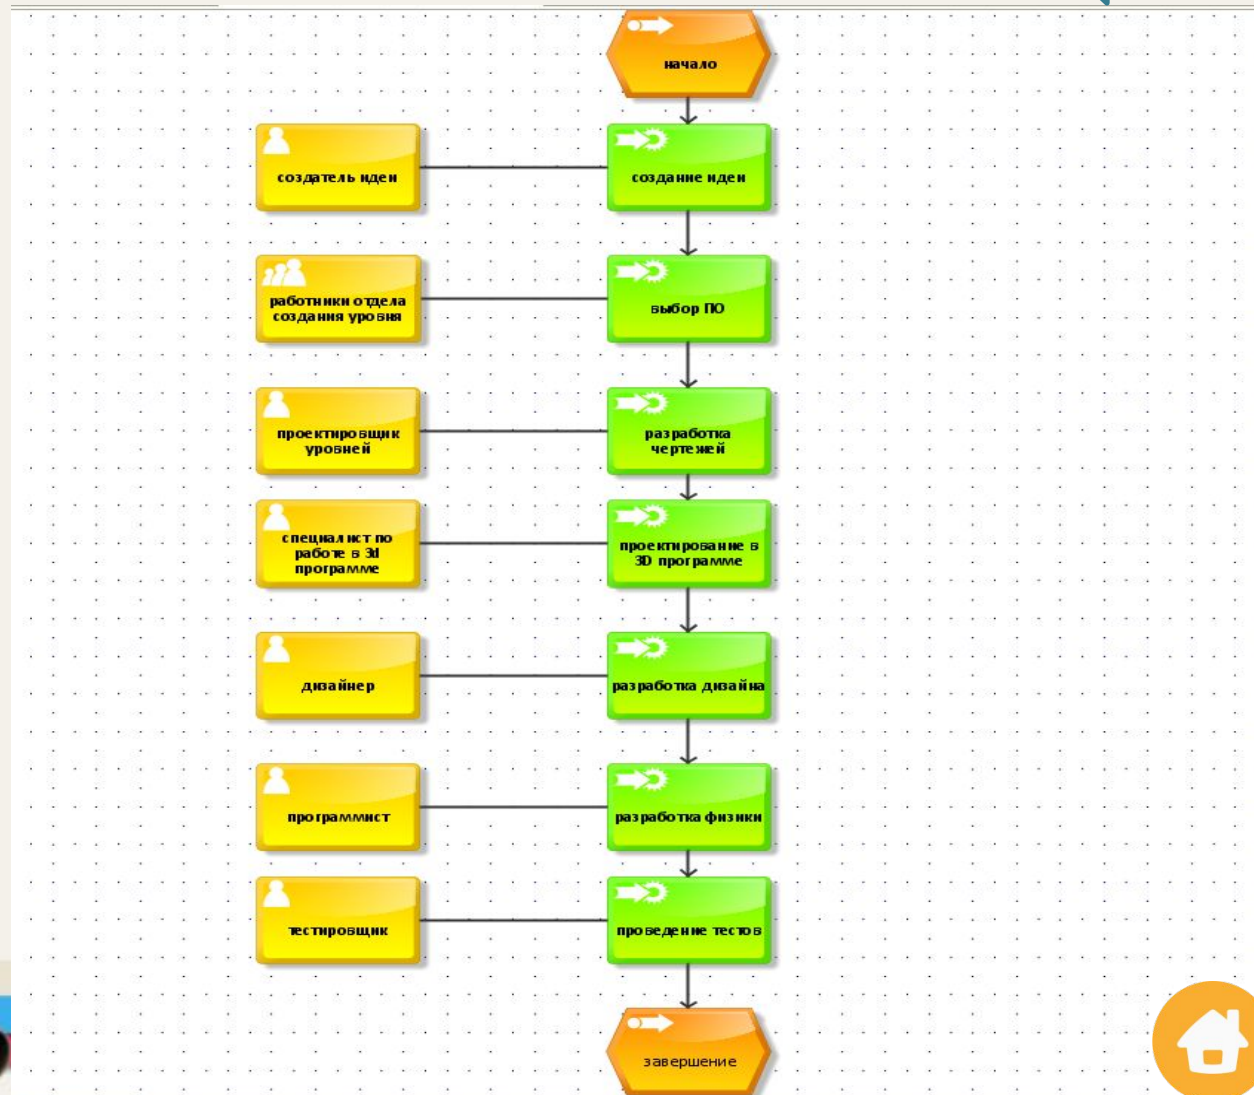 начало
создатель идеи
создание идеи
работники отдела
создания уровня
выбор ПО
проектировщик
уровней
разработка
чертежей
специалист по
работе в 3d
программе
проектирование в
3D программе
дизайнер
разработка дизайна
программист
разработка физики
тестировщик
проведение тестов
завершение